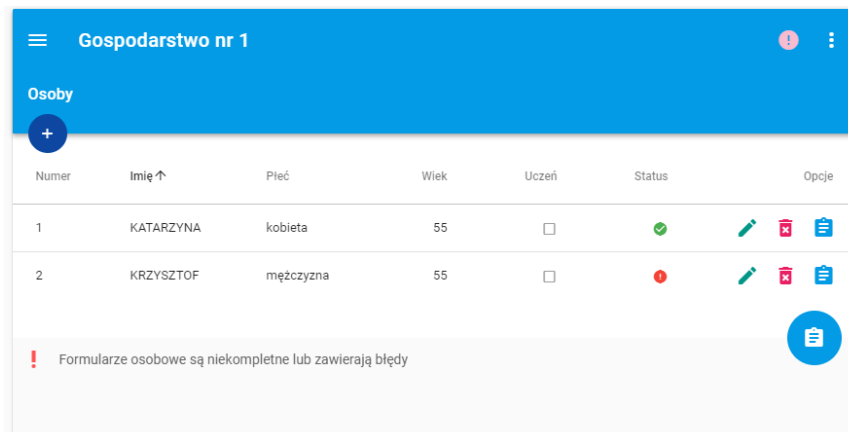 Gospodarstwo nr 1
Osoby
Numer Imię Płeć Wiek Uczeń Status Opcje
1 KATARZYNA kobieta 55
2 KRZYSZTOF mężczyzna 55
Formularze osobowe są niekompletne lub zawierają błędy